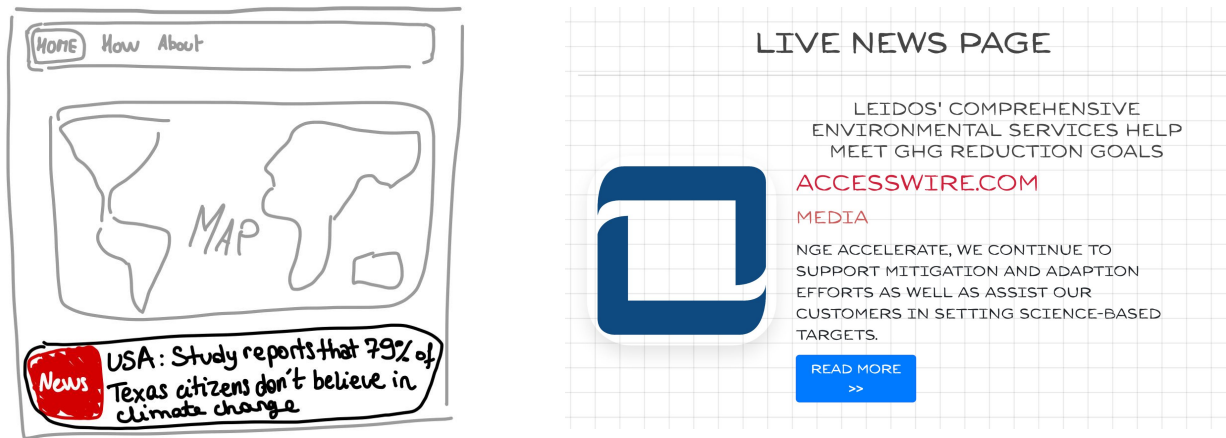 HOME How About
MAP
News
USA: Study reports that 79% of
Texas citizens don't believe in
climate change
LIVE NEWS PAGE
LEIDOS' COMPREHENSIVE
ENVIRONMENTAL SERVICES HELP
MEET GHG REDUCTION GOALS
ACCESSWIRE.COM
MEDIA
NGE ACCELERATE, WE CONTINUE TO
SUPPORT MITIGATION AND ADAPTION
EFFORTS AS WELL AS ASSIST OUR
CUSTOMERS IN SETTING SCIENCE-BASED
TARGETS.
READ MORE
>>